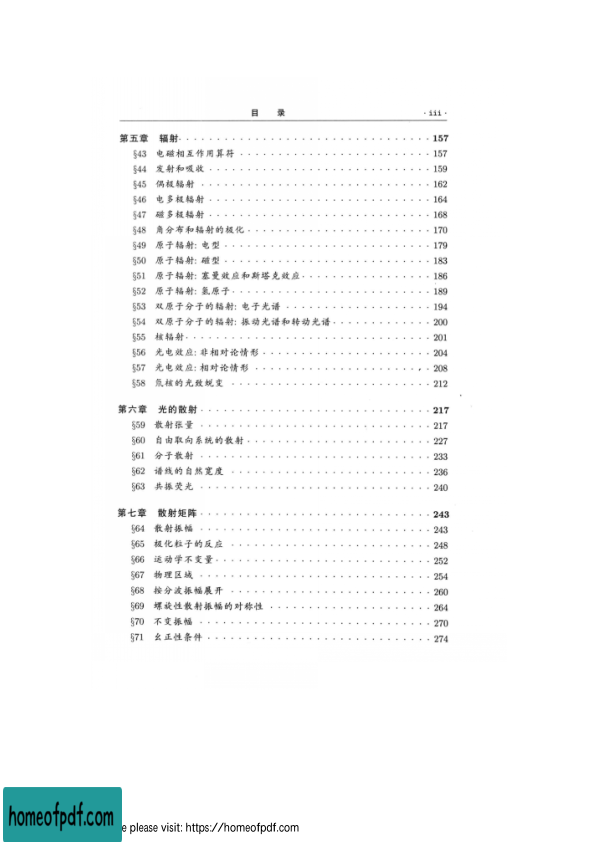 目 录 · iii ·
第五章 辐射 157
§43 电磁相互作用算符 157
§44 发射和吸收 159
§45 偶极辐射 162
§46 电多极辐射 164
§47 磁多极辐射 168
§48 角分布和辐射的极化 170
§49 原子辐射: 电型 179
§50 原子辐射: 磁型 183
§51 原子辐射: 塞曼效应和斯塔克效应 186
§52 原子辐射: 氢原子 189
§53 双原子分子的辐射: 电子光谱 194
§54 双原子分子的辐射: 振动光谱和转动光谱 200
§55 核辐射 201
§56 光电效应: 非相对论情形 204
§57 光电效应: 相对论情形 208
§58 氘核的光致蜕变 212
第六章 光的散射 217
§59 散射张量 217
§60 自由取向系统的散射 227
§61 分子散射 233
§62 谱线的自然宽度 236
§63 共振荧光 240
第七章 散射矩阵 243
§64 散射振幅 243
§65 极化粒子的反应 248
§66 运动学不变量 252
§67 物理区域 254
§68 按分波振幅展开 260
§69 螺旋性散射振幅的对称性 264
§70 不变振幅 270
§71 幺正性条件 274
homeofpdf.com
e please visit: https://homeofpdf.com